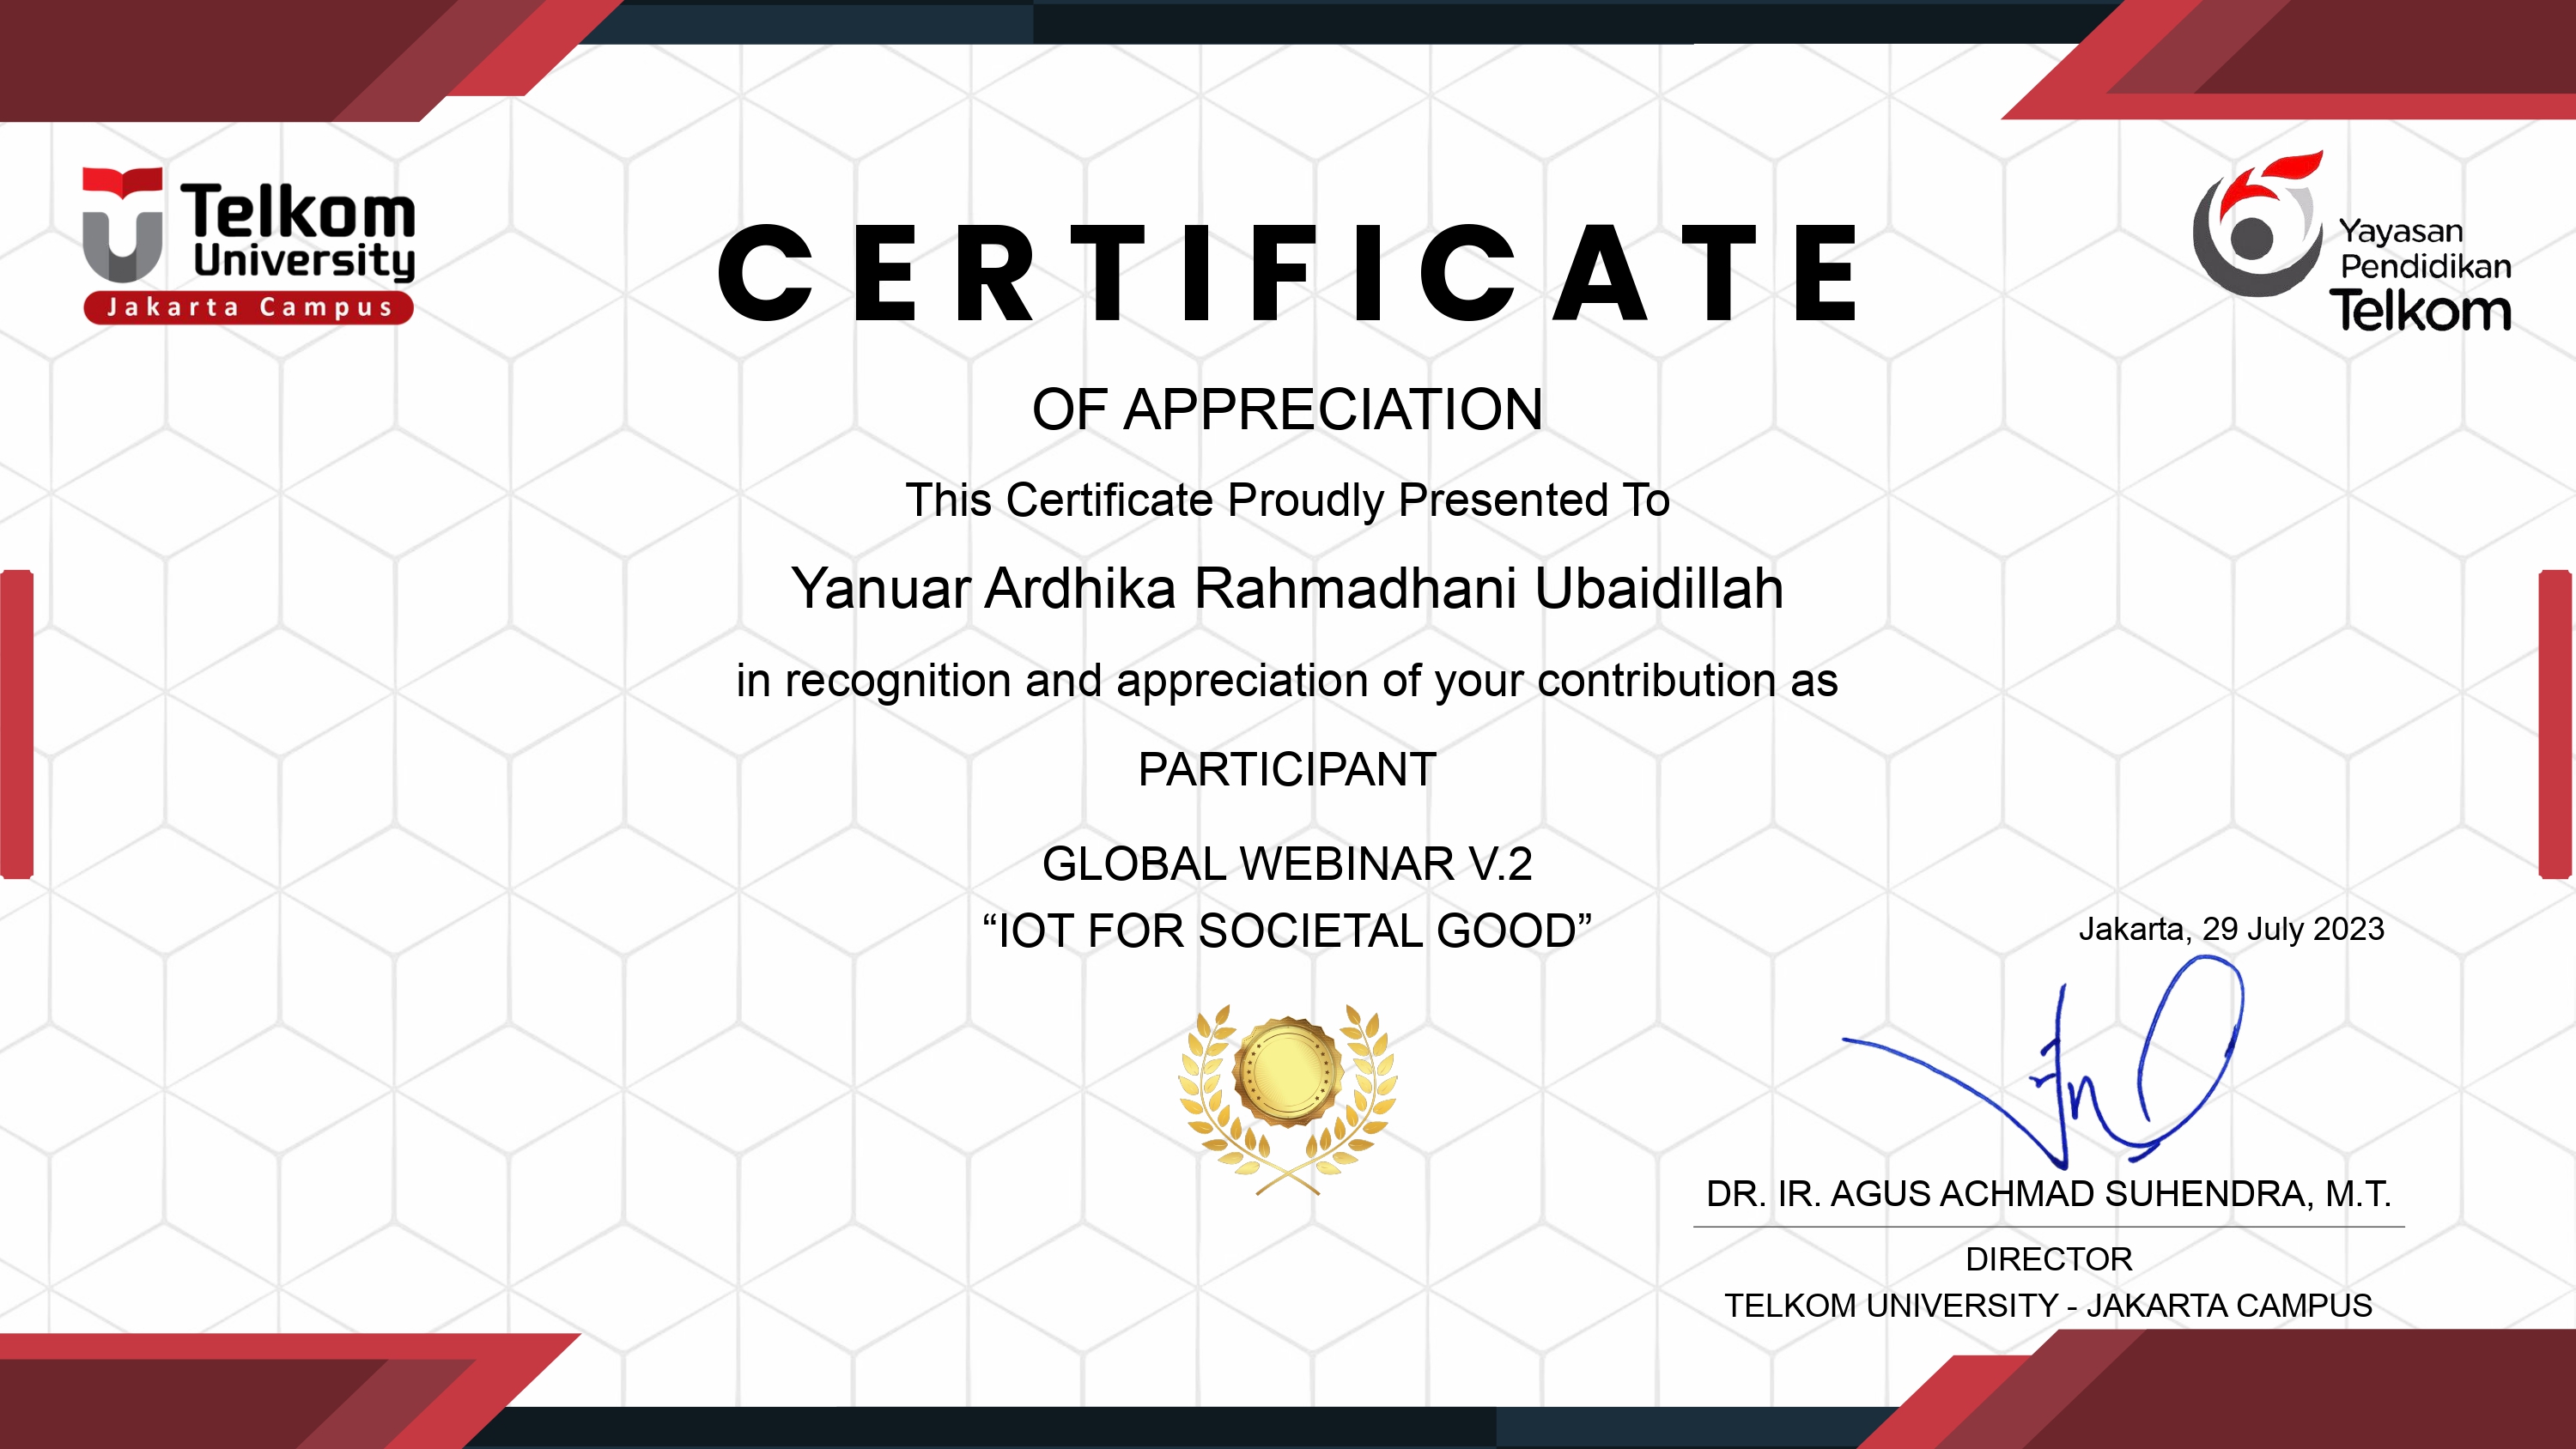 Telkom
University
Jakarta Campus
Yayasan
Pendidikan
Telkom
CERTIFICATE
OF APPRECIATION
This Certificate Proudly Presented To
Yanuar Ardhika Rahmadhani Ubaidillah
in recognition and appreciation of your contribution as
PARTICIPANT
GLOBAL WEBINAR V.2
“IOT FOR SOCIETAL GOOD”
Jakarta, 29 July 2023
DR. IR. AGUS ACHMAD SUHENDRA, M.T.
DIRECTOR
TELKOM UNIVERSITY - JAKARTA CAMPUS